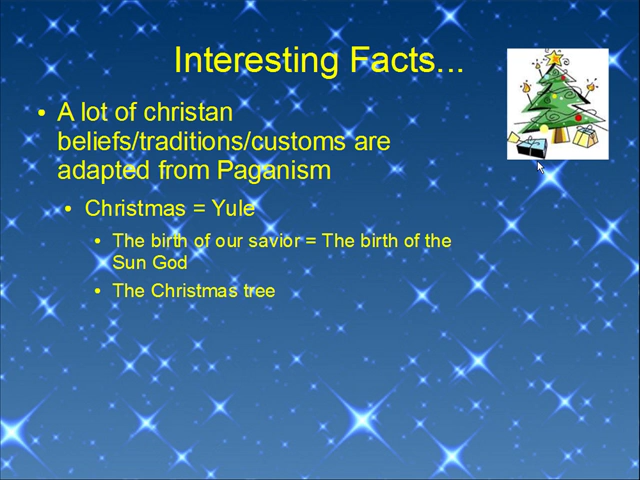 Interesting Facts...
• A lot of christan
beliefs/traditions/customs are
adapted from Paganism
• Christmas = Yule
• The birth of our savior = The birth of the
Sun God
• The Christmas tree